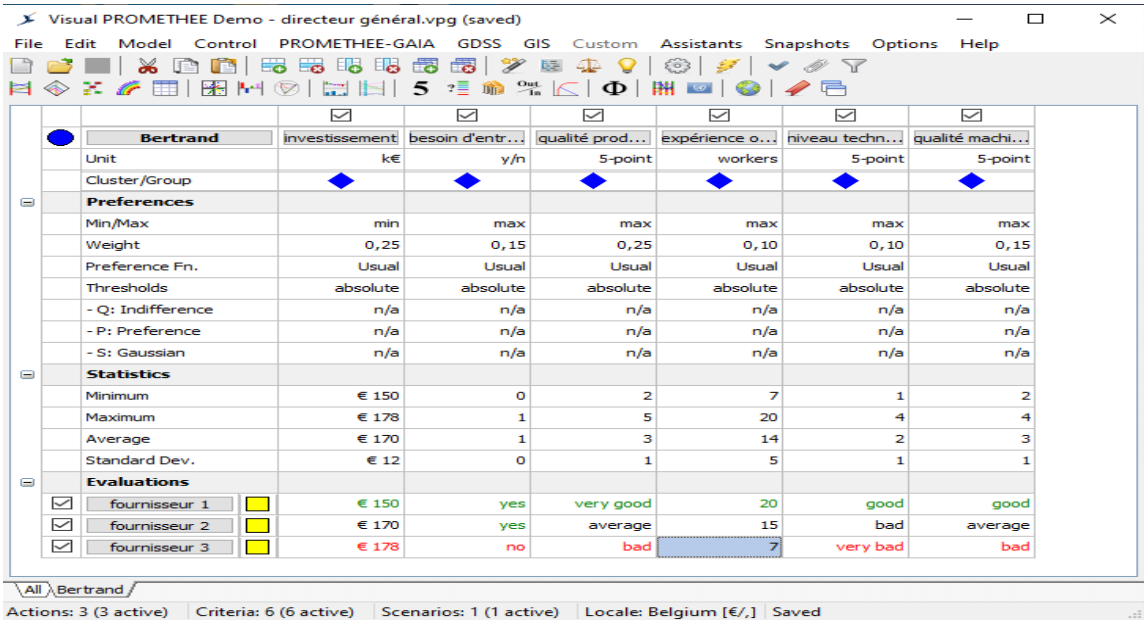 Visual PROMETHEE Demo - directeur général.vpg (saved)
File Edit Model Control PROMETHEE-GAIA GDSS GIS Custom Assistants Snapshots Options Help
5 ?
Out In Φ
Bertrand investissement besoin d'entr... qualité prod... expérience o... niveau techn... qualité machi...
Unit k€ y/n 5-point workers 5-point 5-point
Cluster/Group
Preferences
Min/Max min max max max max max
Weight 0,25 0,15 0,25 0,10 0,10 0,15
Preference Fn. Usual Usual Usual Usual Usual Usual
Thresholds absolute absolute absolute absolute absolute absolute
- Q: Indifference n/a n/a n/a n/a n/a n/a
- P: Preference n/a n/a n/a n/a n/a n/a
- S: Gaussian n/a n/a n/a n/a n/a n/a
Statistics
Minimum € 150 0 2 7 1 2
Maximum € 178 1 5 20 4 4
Average € 170 1 3 14 2 3
Standard Dev. € 12 0 1 5 1 1
Evaluations
fournisseur 1 € 150 yes very good 20 good good
fournisseur 2 € 170 yes average 15 bad average
fournisseur 3 € 178 no bad 7 very bad bad
All Bertrand
Actions: 3 (3 active) Criteria: 6 (6 active) Scenarios: 1 (1 active) Locale: Belgium [€/,] Saved